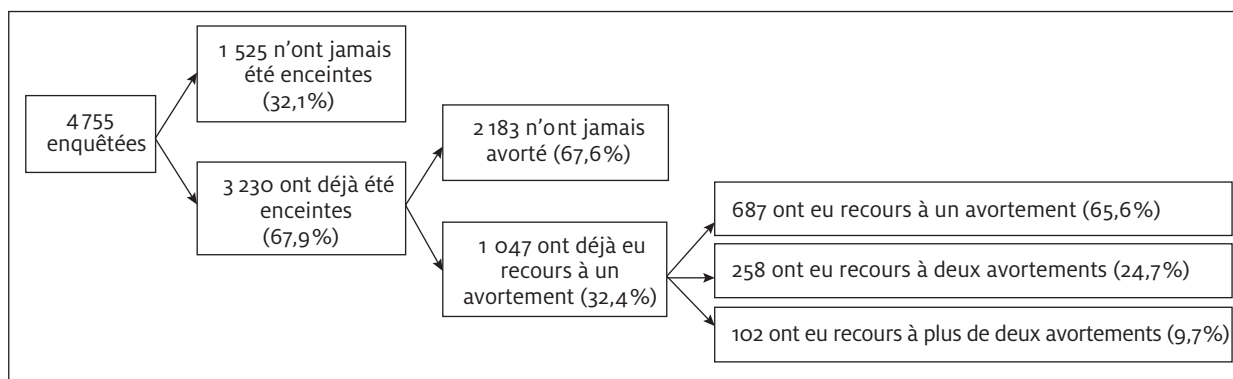 4 755
enquêtées
1 525 n'ont jamais
été enceintes
(32,1%)
3 230 ont déjà été
enceintes
(67,9%)
2 183 n'ont jamais
avorté (67,6%)
1 047 ont déjà eu
recours à un
avortement (32,4%)
687 ont eu recours à un avortement (65,6%)
258 ont eu recours à deux avortements (24,7%)
102 ont eu recours à plus de deux avortements (9,7%)